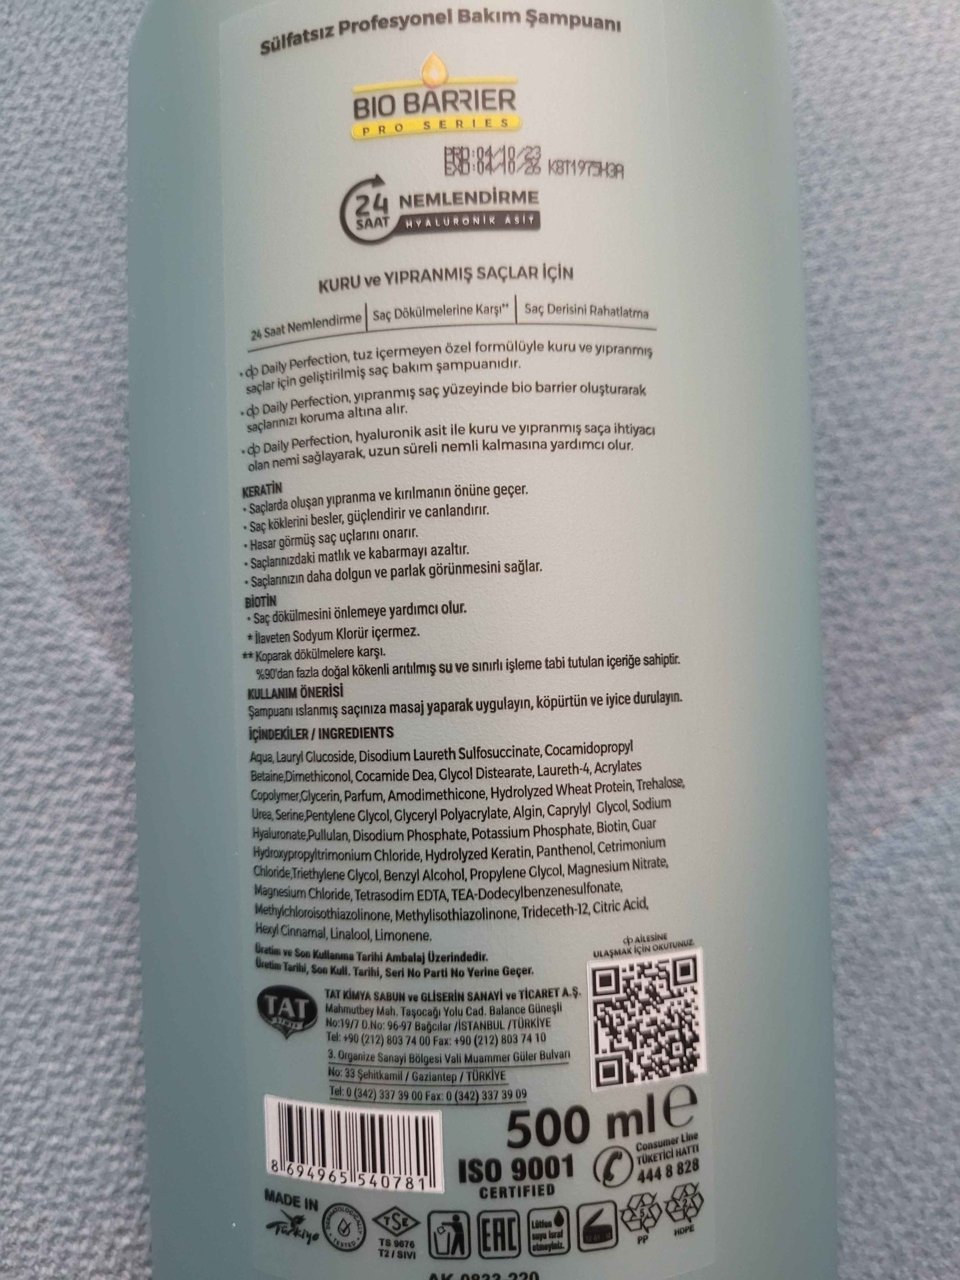 Sülfatsız Profesyonel Bakım Şampuanı
BIO BARRIER
PRO SERIES
PRD:04/10/23
EXD:04/10/26 K8T1975H3A
24 SAAT
NEMLENDİRME
HYALURONİK ASİT
KURU ve YIPRANMIŞ SAÇLAR İÇİN
24 Saat Nemlendirme | Saç Dökülmelerine Karşı** | Saç Derisini Rahatlatma
• dp Daily Perfection, tuz içermeyen özel formülüyle kuru ve yıpranmış
saçlar için geliştirilmiş saç bakım şampuanıdır.
• dp Daily Perfection, yıpranmış saç yüzeyinde bio barrier oluşturarak
saçlarınızı koruma altına alır.
• dp Daily Perfection, hyaluronik asit ile kuru ve yıpranmış saça ihtiyacı
olan nemi sağlayarak, uzun süreli nemli kalmasına yardımcı olur.
KERATİN
• Saçlarda oluşan yıpranma ve kırılmanın önüne geçer.
• Saç köklerini besler, güçlendirir ve canlandırır.
• Hasar görmüş saç uçlarını onarır.
• Saçlarınızdaki matlık ve kabarmayı azaltır.
• Saçlarınızın daha dolgun ve parlak görünmesini sağlar.
BİOTİN
• Saç dökülmesini önlemeye yardımcı olur.
* İlaveten Sodyum Klorür içermez.
** Koparak dökülmelere karşı.
%90'dan fazla doğal kökenli arıtılmış su ve sınırlı işleme tabi tutulan içeriğe sahiptir.
KULLANIM ÖNERİSİ
Şampuanı ıslanmış saçınıza masaj yaparak uygulayın, köpürtün ve iyice durulayın.
İÇİNDEKİLER / INGREDIENTS
Aqua, Lauryl Glucoside, Disodium Laureth Sulfosuccinate, Cocamidopropyl
Betaine,Dimethiconol, Cocamide Dea, Glycol Distearate, Laureth-4, Acrylates
Copolymer,Glycerin, Parfum, Amodimethicone, Hydrolyzed Wheat Protein, Trehalose,
Urea, Serine,Pentylene Glycol, Glyceryl Polyacrylate, Algin, Caprylyl Glycol, Sodium
Hyaluronate,Pullulan, Disodium Phosphate, Potassium Phosphate, Biotin, Guar
Hydroxypropyltrimonium Chloride, Hydrolyzed Keratin, Panthenol, Cetrimonium
Chloride,Triethylene Glycol, Benzyl Alcohol, Propylene Glycol, Magnesium Nitrate,
Magnesium Chloride, Tetrasodim EDTA, TEA-Dodecylbenzenesulfonate,
Methylchloroisothiazolinone, Methylisothiazolinone, Trideceth-12, Citric Acid,
Hexyl Cinnamal, Linalool, Limonene.
Üretim ve Son Kullanma Tarihi Ambalaj Üzerindedir.
Üretim Tarihi, Son Kull. Tarihi, Seri No Parti No Yerine Geçer.
dp AİLESİNE
ULAŞMAK İÇİN OKUTUNUZ
TAT
TAT KİMYA SABUN ve GLİSERİN SANAYİ ve TİCARET A.Ş.
Mahmutbey Mah. Taşocağı Yolu Cad. Balance Güneşli
No:19/7 D.No: 96-97 Bağcılar /İSTANBUL /TÜRKİYE
Tel: +90 (212) 803 74 00 Fax: +90 (212) 803 74 10
3. Organize Sanayi Bölgesi Vali Muammer Güler Bulvarı
No: 33 Şehitkamil / Gaziantep / TÜRKİYE
Tel: 0 (342) 337 39 00 Fax: 0 (342) 337 39 09
500 ml e
8 694965 540781
ISO 9001
CERTIFIED
Consumer Line
TÜKETİCİ HATTI
444 8 828
MADE IN
Türkiye
DERMATOLOGICALLY
TESTED
TSE
TS 9676
T2 / SIVI
EAC
Lütfen
suyu israf
etmeyiniz.
5
PP
2
HDPE
AK-0833-220